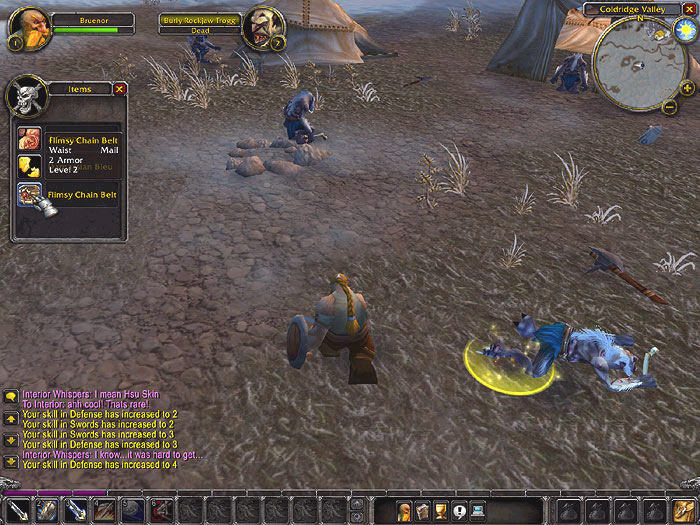 Bruenor
Burly Rockjaw Trogg
Dead
Coldridge Valley
N
1
2
Items
Flimsy Chain Belt
Waist Mail
2 Armor
Level 2
Bleu
Flimsy Chain Belt
Interior Whispers: I mean Hsu Skin
To Interior: ahh cool! Thats rare!
Your skill in Defense has increased to 2
Your skill in Swords has increased to 2
Your skill in Swords has increased to 3
Your skill in Defense has increased to 3
Interior Whispers: I know...it was hard to get...
Your skill in Defense has increased to 4